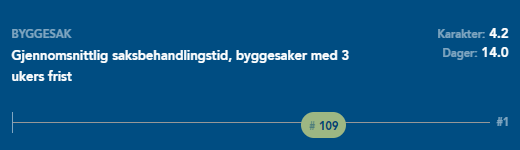 BYGGESAK
Karakter: 4.2
Gjennomsnittlig saksbehandlingstid, byggesaker med 3
ukers frist
Dager: 14.0
# 109
#1